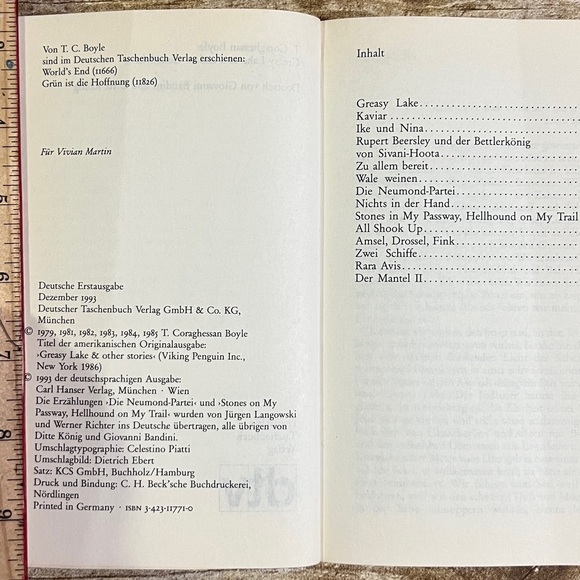 Von T. C. Boyle
sind im Deutschen Taschenbuch Verlag erschienen:
World's End (11666)
Grün ist die Hoffnung (11826)
Für Vivian Martin
Deutsche Erstausgabe
Dezember 1993
Deutscher Taschenbuch Verlag GmbH & Co. KG,
München
© 1979, 1981, 1982, 1983, 1984, 1985 T. Coraghessan Boyle
Titel der amerikanischen Originalausgabe:
›Greasy Lake & other stories‹ (Viking Penguin Inc.,
New York 1986)
© 1993 der deutschsprachigen Ausgabe:
Carl Hanser Verlag, München · Wien
Die Erzählungen ›Die Neumond-Partei‹ und ›Stones on My
Passway, Hellhound on My Trail‹ wurden von Jürgen Langowski
und Werner Richter ins Deutsche übertragen, alle übrigen von
Ditte König und Giovanni Bandini.
Umschlagtypographie: Celestino Piatti
Umschlagbild: Dietrich Ebert
Satz: KCS GmbH, Buchholz/Hamburg
Druck und Bindung: C. H. Beck'sche Buchdruckerei,
Nördlingen
Printed in Germany · ISBN 3-423-11771-0
Inhalt
Greasy Lake
Kaviar
Ike und Nina
Rupert Beersley und der Bettlerkönig
von Sivani-Hoota
Zu allem bereit
Wale weinen
Die Neumond-Partei
Nichts in der Hand
Stones in My Passway, Hellhound on My Trail
All Shook Up
Amsel, Drossel, Fink
Zwei Schiffe
Rara Avis
Der Mantel II
5
6
7
8
9
dtv